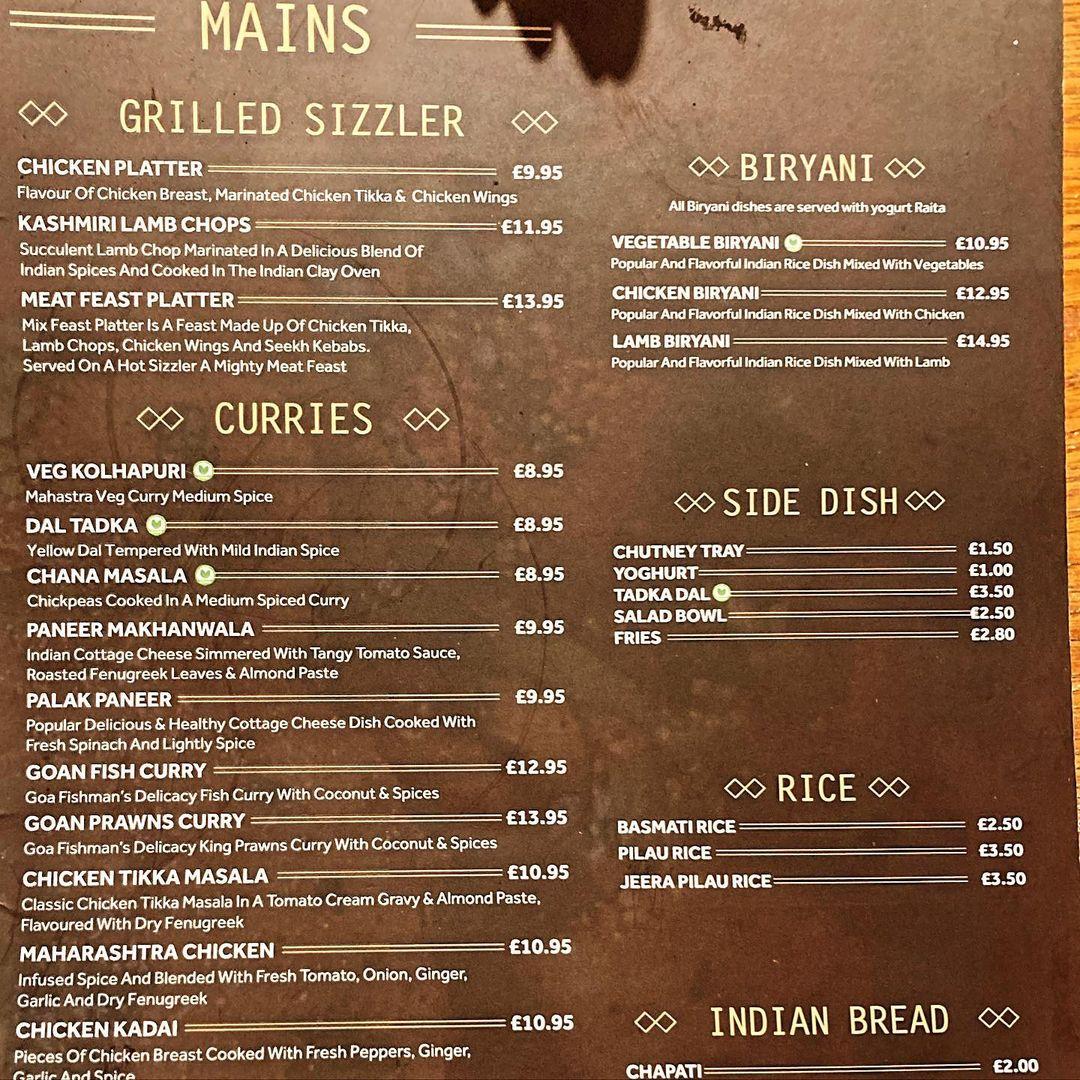 MAINS
GRILLED SIZZLER
CHICKEN PLATTER £9.95
Flavour Of Chicken Breast, Marinated Chicken Tikka & Chicken Wings
KASHMIRI LAMB CHOPS £11.95
Succulent Lamb Chop Marinated In A Delicious Blend Of
Indian Spices And Cooked In The Indian Clay Oven
MEAT FEAST PLATTER £13.95
Mix Feast Platter Is A Feast Made Up Of Chicken Tikka,
Lamb Chops, Chicken Wings And Seekh Kebabs.
Served On A Hot Sizzler A Mighty Meat Feast
CURRIES
VEG KOLHAPURI £8.95
Mahastra Veg Curry Medium Spice
DAL TADKA £8.95
Yellow Dal Tempered With Mild Indian Spice
CHANA MASALA £8.95
Chickpeas Cooked In A Medium Spiced Curry
PANEER MAKHANWALA £9.95
Indian Cottage Cheese Simmered With Tangy Tomato Sauce,
Roasted Fenugreek Leaves & Almond Paste
PALAK PANEER £9.95
Popular Delicious & Healthy Cottage Cheese Dish Cooked With
Fresh Spinach And Lightly Spice
GOAN FISH CURRY £12.95
Goa Fishman's Delicacy Fish Curry With Coconut & Spices
GOAN PRAWNS CURRY £13.95
Goa Fishman's Delicacy King Prawns Curry With Coconut & Spices
CHICKEN TIKKA MASALA £10.95
Classic Chicken Tikka Masala In A Tomato Cream Gravy & Almond Paste,
Flavoured With Dry Fenugreek
MAHARASHTRA CHICKEN £10.95
Infused Spice And Blended With Fresh Tomato, Onion, Ginger,
Garlic And Dry Fenugreek
CHICKEN KADAI £10.95
Pieces Of Chicken Breast Cooked With Fresh Peppers, Ginger,
Garlic And Spice
BIRYANI
All Biryani dishes are served with yogurt Raita
VEGETABLE BIRYANI £10.95
Popular And Flavorful Indian Rice Dish Mixed With Vegetables
CHICKEN BIRYANI £12.95
Popular And Flavorful Indian Rice Dish Mixed With Chicken
LAMB BIRYANI £14.95
Popular And Flavorful Indian Rice Dish Mixed With Lamb
SIDE DISH
CHUTNEY TRAY £1.50
YOGHURT £1.00
TADKA DAL £3.50
SALAD BOWL £2.50
FRIES £2.80
RICE
BASMATI RICE £2.50
PILAU RICE £3.50
JEERA PILAU RICE £3.50
INDIAN BREAD
CHAPATI £2.00